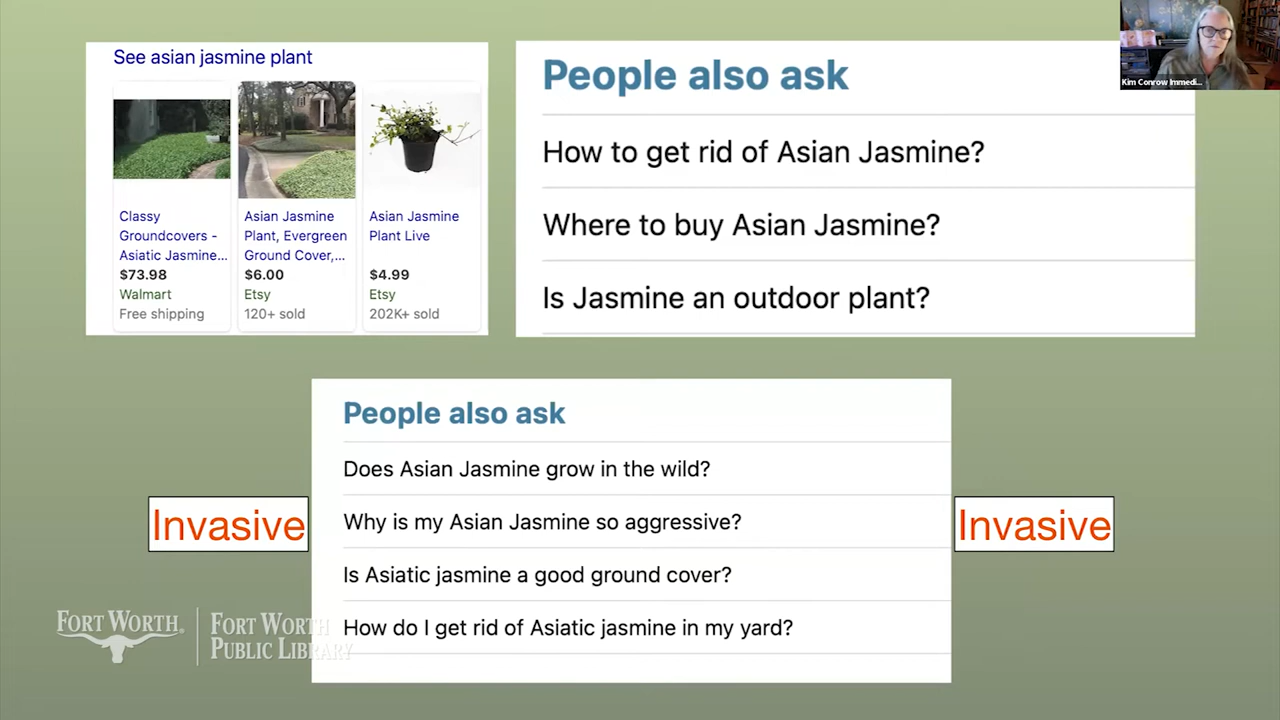 See asian jasmine plant
Classy
Groundcovers -
Asiatic Jasmine...
$73.98
Walmart
Free shipping
Asian Jasmine
Plant, Evergreen
Ground Cover,...
$6.00
Etsy
120+ sold
Asian Jasmine
Plant Live
$4.99
Etsy
202K+ sold
People also ask
How to get rid of Asian Jasmine?
Where to buy Asian Jasmine?
Is Jasmine an outdoor plant?
Kim Conrow Immedi...
People also ask
Does Asian Jasmine grow in the wild?
Why is my Asian Jasmine so aggressive?
Is Asiatic jasmine a good ground cover?
How do I get rid of Asiatic jasmine in my yard?
Invasive
Invasive
FORT WORTH®
FORT WORTH
PUBLIC LIBRARY